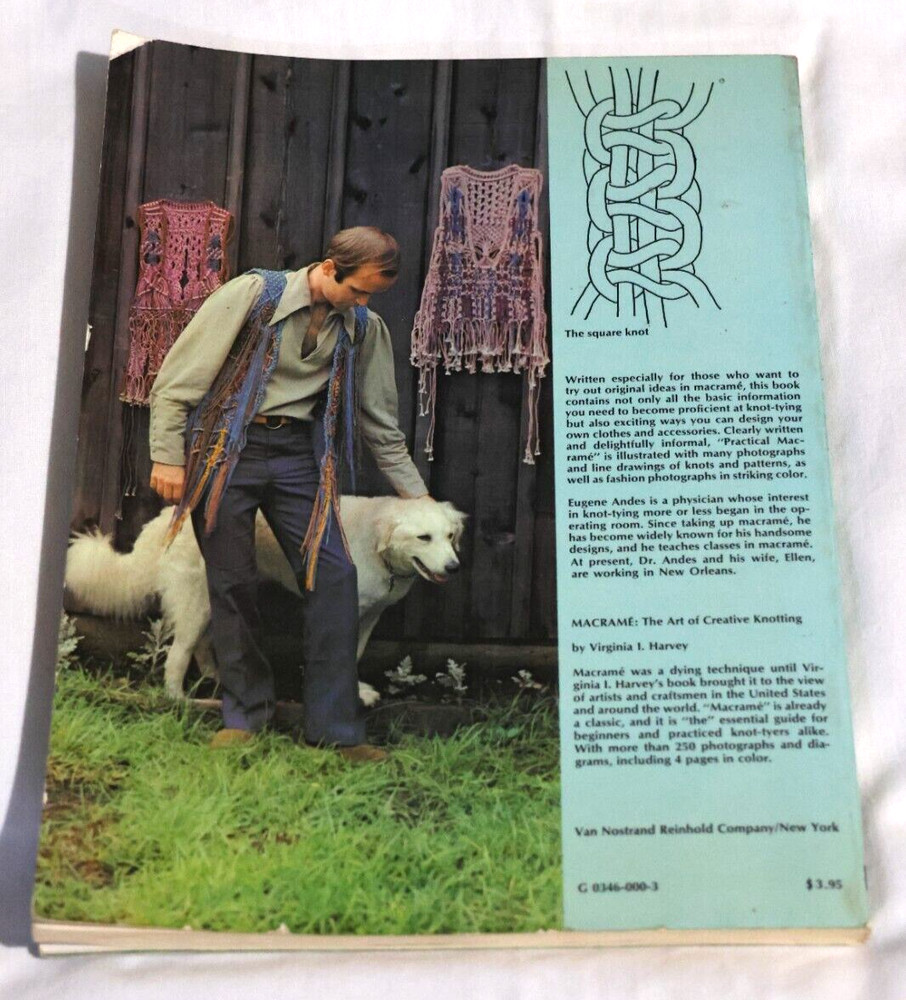 The square knot
Written especially for those who want to
try out original ideas in macramé, this book
contains not only all the basic information
you need to become proficient at knot-tying
but also exciting ways you can design your
own clothes and accessories. Clearly written
and delightfully informal, "Practical Mac-
ramé" is illustrated with many photographs
and line drawings of knots and patterns, as
well as fashion photographs in striking color.
Eugene Andes is a physician whose interest
in knot-tying more or less began in the op-
erating room. Since taking up macramé, he
has become widely known for his handsome
designs, and he teaches classes in macramé.
At present, Dr. Andes and his wife, Ellen,
are working in New Orleans.
MACRAMÉ: The Art of Creative Knotting
by Virginia I. Harvey
Macramé was a dying technique until Vir-
ginia I. Harvey's book brought it to the view
of artists and craftsmen in the United States
and around the world. "Macramé" is already
a classic, and it is "the" essential guide for
beginners and practiced knot-tyers alike.
With more than 250 photographs and dia-
grams, including 4 pages in color.
Van Nostrand Reinhold Company/New York
G 0346-000-3 $3.95